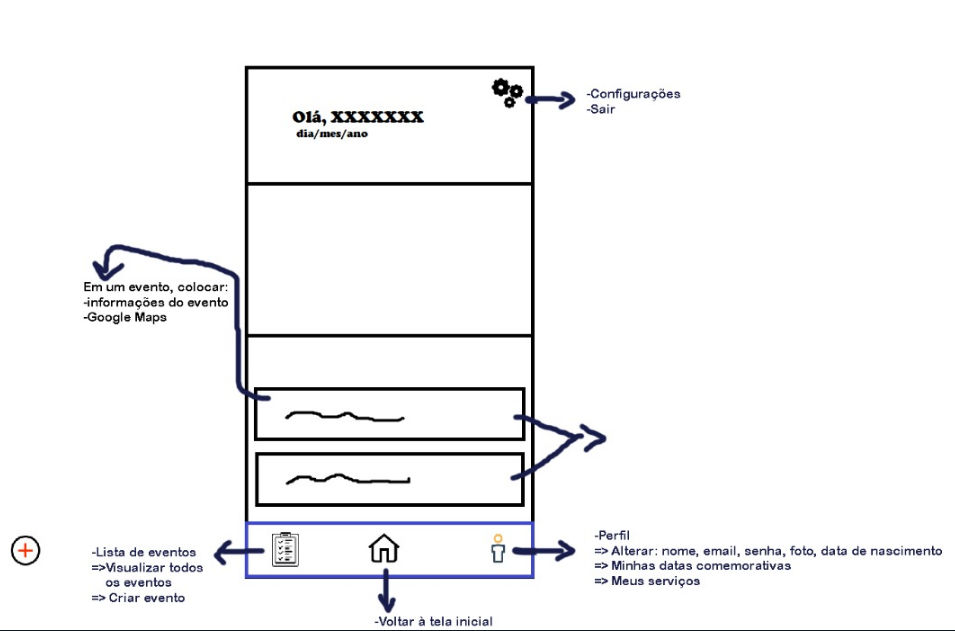 -Configurações
-Sair
Olá, XXXXXXX
dia/mes/ano
Em um evento, colocar:
-informações do evento
-Google Maps
-Lista de eventos
=>Visualizar todos
os eventos
=> Criar evento
-Perfil
=> Alterar: nome, email, senha, foto, data de nascimento
=> Minhas datas comemorativas
=> Meus serviços
-Voltar à tela inicial